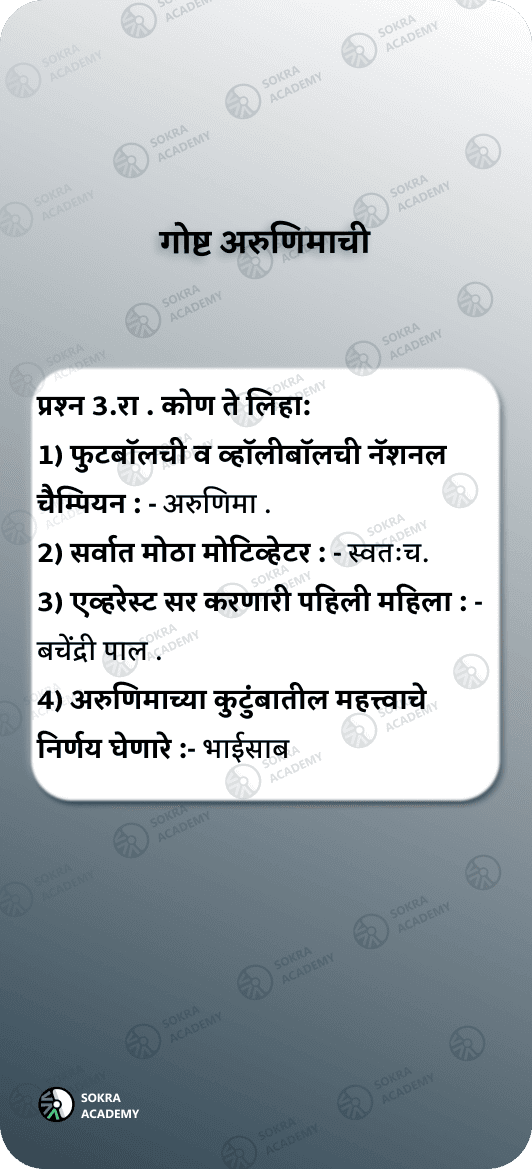 गोष्ट अरुणिमाची
प्रश्न 3.रा . कोण ते लिहा:
1) फुटबॉलची व व्हॉलीबॉलची नॅशनल
चैम्पियन : - अरुणिमा .
2) सर्वात मोठा मोटिव्हेटर : - स्वतःच.
3) एव्हरेस्ट सर करणारी पहिली महिला : -
बचेंद्री पाल .
4) अरुणिमाच्या कुटुंबातील महत्त्वाचे
निर्णय घेणारे :- भाईसाब
SOKRA
ACADEMY